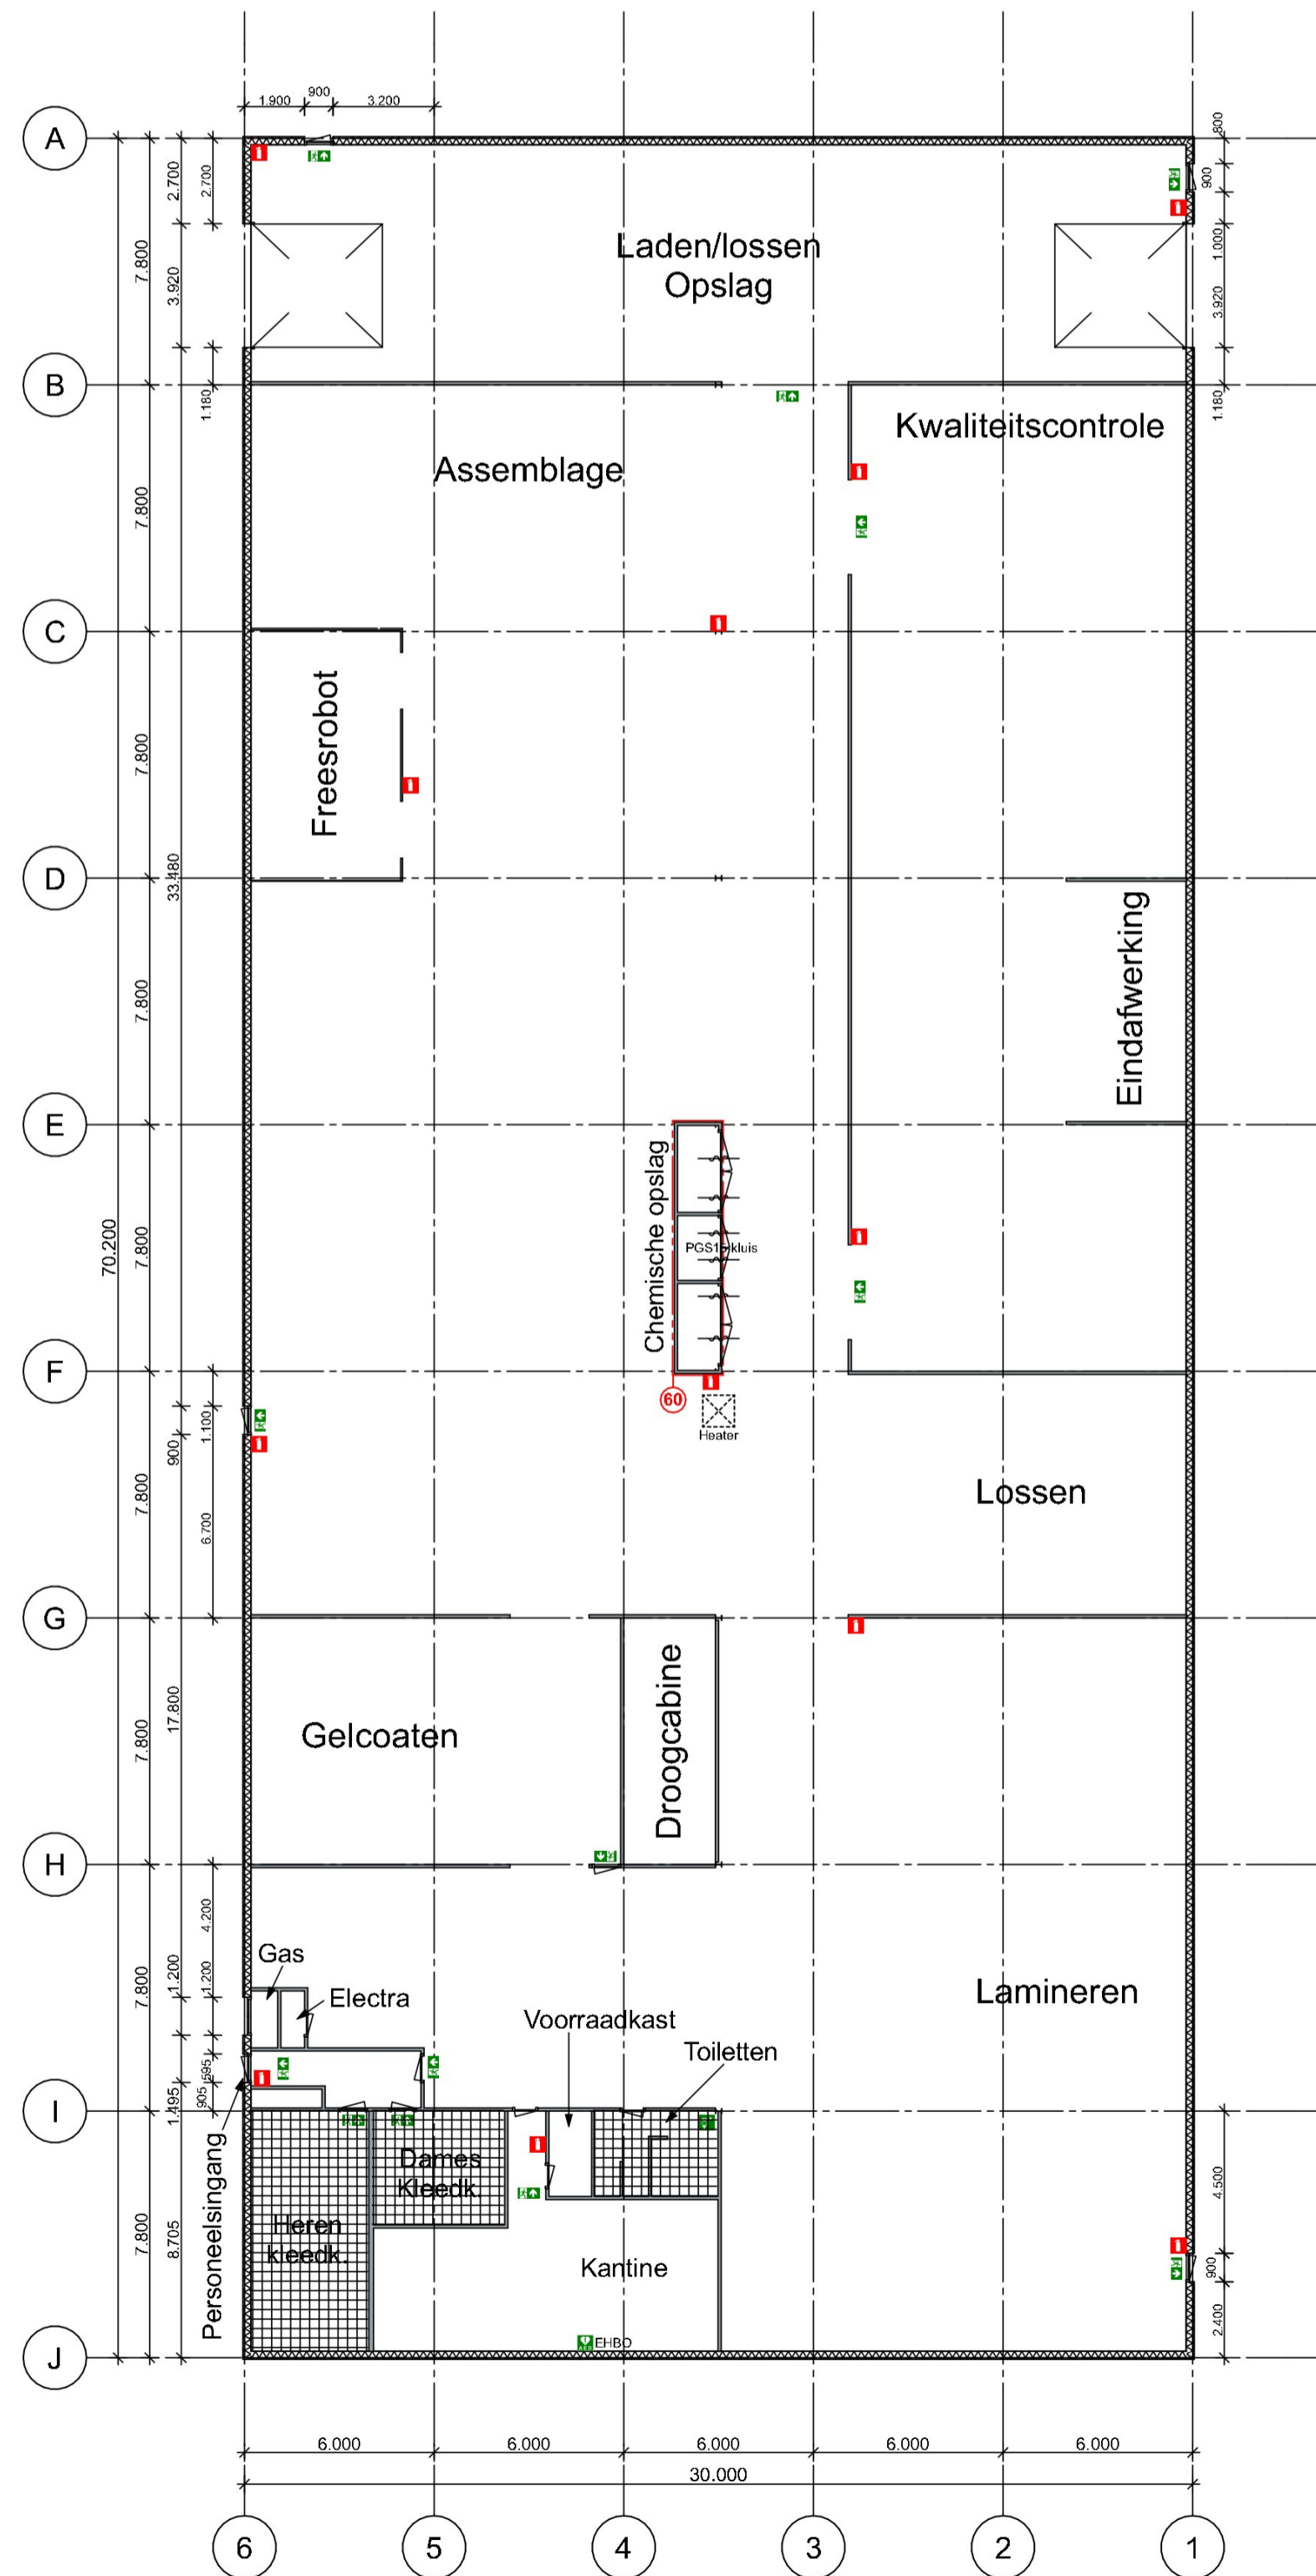 1.900
900
3.200
A
2.700
2.700
7.800
3.920
1.180
800
900
1.000
3.920
1.180
Laden/lossen
Opslag
B
Kwaliteitscontrole
Assemblage
7.800
C
Freesrobot
7.800
33.480
D
Eindafwerking
7.800
E
Chemische opslag
PGS15 kluis
70.200
7.800
F
60
Heater
1.100
900
7.800
6.700
Lossen
G
Gelcoaten
Droogcabine
17.800
7.800
H
4.200
1.200
1.200
7.800
Gas
Electra
Voorraadkast
Toiletten
Lamineren
595
905
1.495
I
Personeelsingang
Dames
Kleedk.
Heren
kleedk.
Kantine
EHBO
7.800
8.705
4.500
900
2.400
J
6.000
6.000
6.000
6.000
6.000
30.000
6
5
4
3
2
1